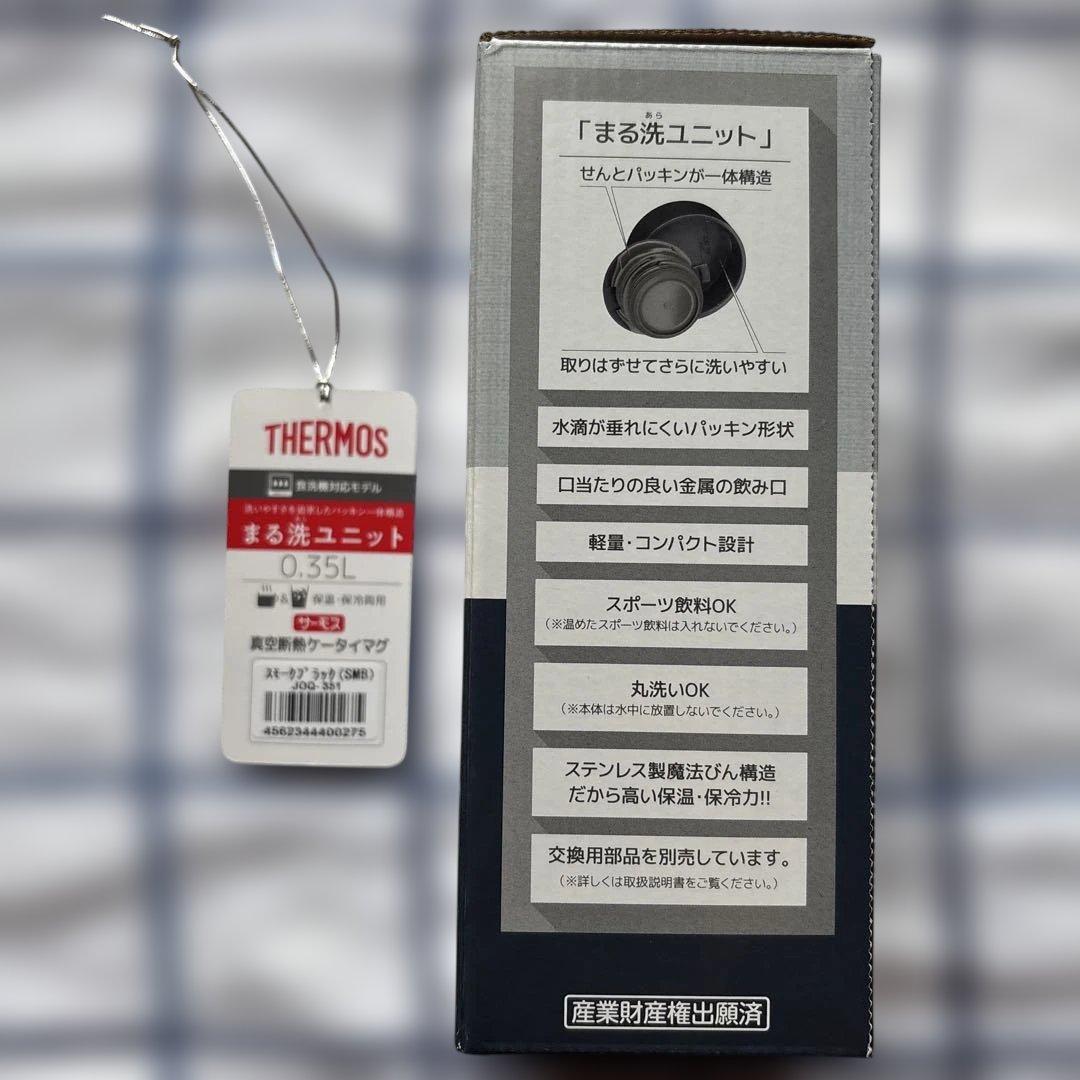 THERMOS
食洗機対応モデル
洗いやすさを追求したパッキン一体構造
あら
まる洗ユニット
0.35L
&
保温・保冷両用
サーモス
真空断熱ケータイマグ
スモークブラック(SMB)
JOQ-351
4562344400275
あら
「まる洗ユニット」
せんとパッキンが一体構造
取りはずせてさらに洗いやすい
水滴が垂れにくいパッキン形状
口当たりの良い金属の飲み口
軽量・コンパクト設計
スポーツ飲料OK
(※温めたスポーツ飲料は入れないでください。)
丸洗いOK
(※本体は水中に放置しないでください。)
ステンレス製魔法びん構造
だから高い保温・保冷力!!
交換用部品を別売しています。
(※詳しくは取扱説明書をご覧ください。)
産業財産権出願済